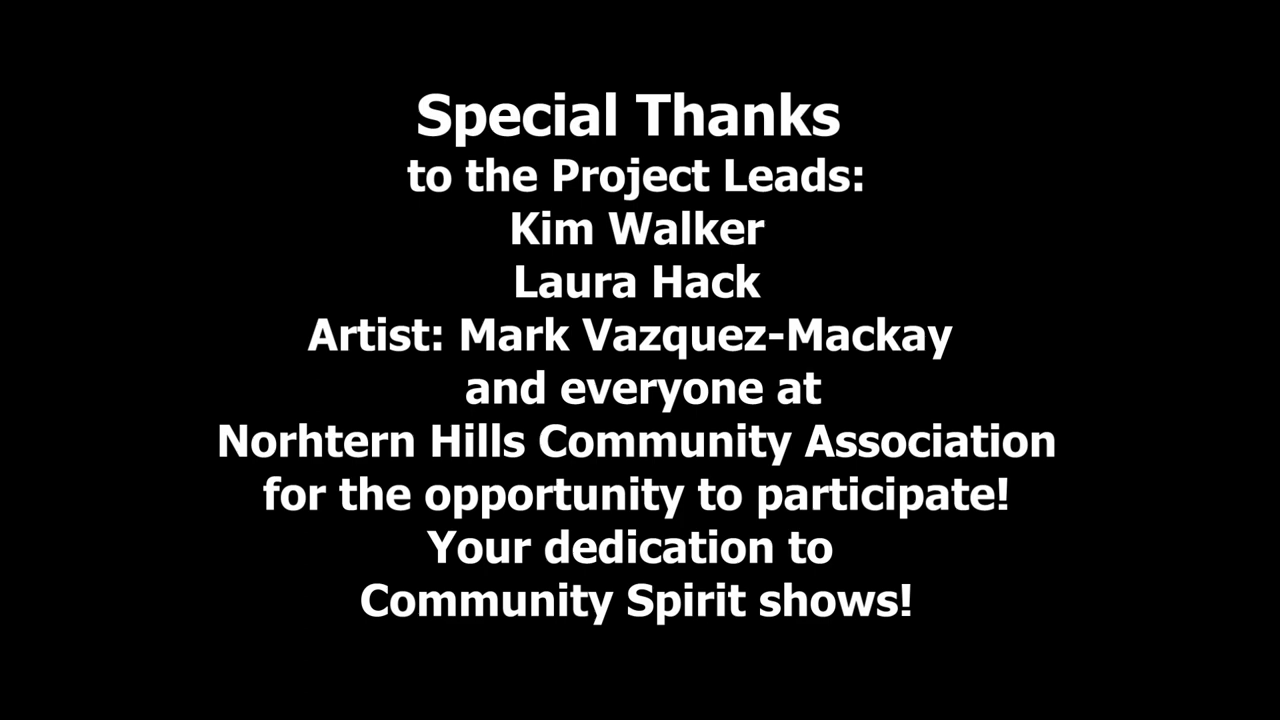 Special Thanks
to the Project Leads:
Kim Walker
Laura Hack
Artist: Mark Vazquez-Mackay
and everyone at
Norhtern Hills Community Association
for the opportunity to participate!
Your dedication to
Community Spirit shows!